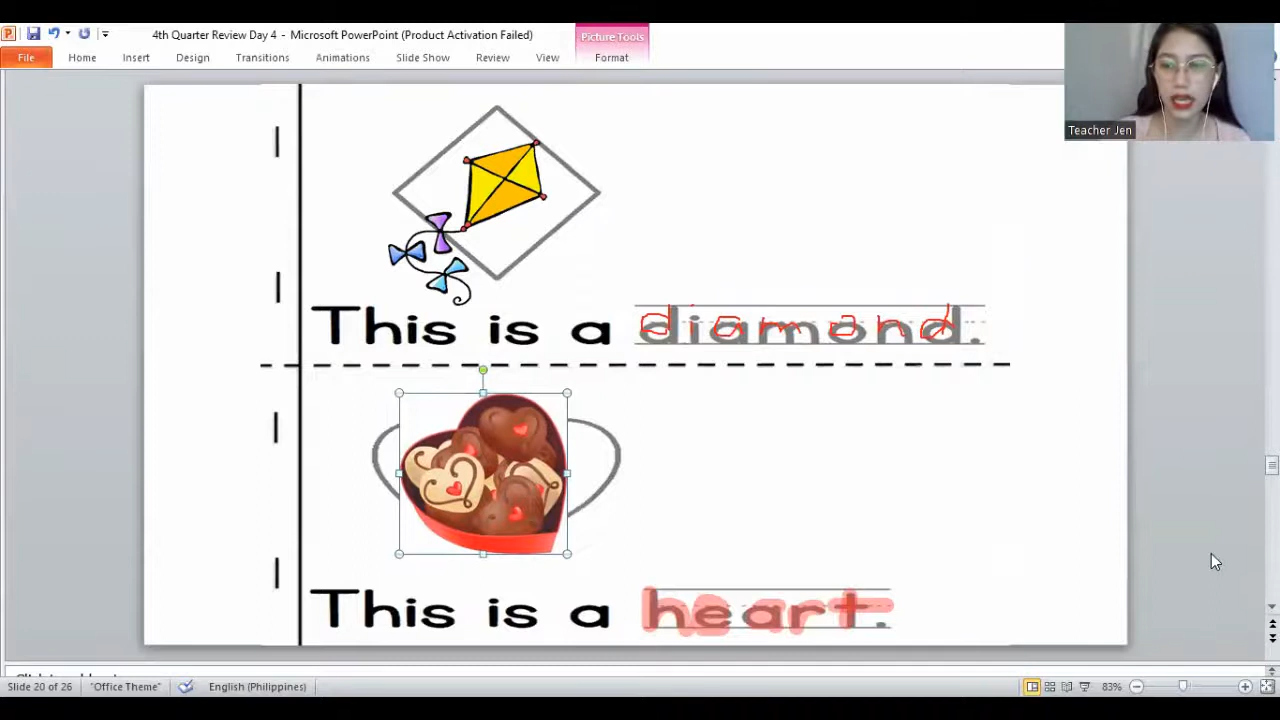 4th Quarter Review Day 4 - Microsoft PowerPoint (Product Activation Failed)
Picture Tools
File Home Insert Design Transitions Animations Slide Show Review View Format
Teacher Jen
This is a diamond.
This is a heart.
Slide 20 of 26 "Office Theme" English (Philippines) 83%